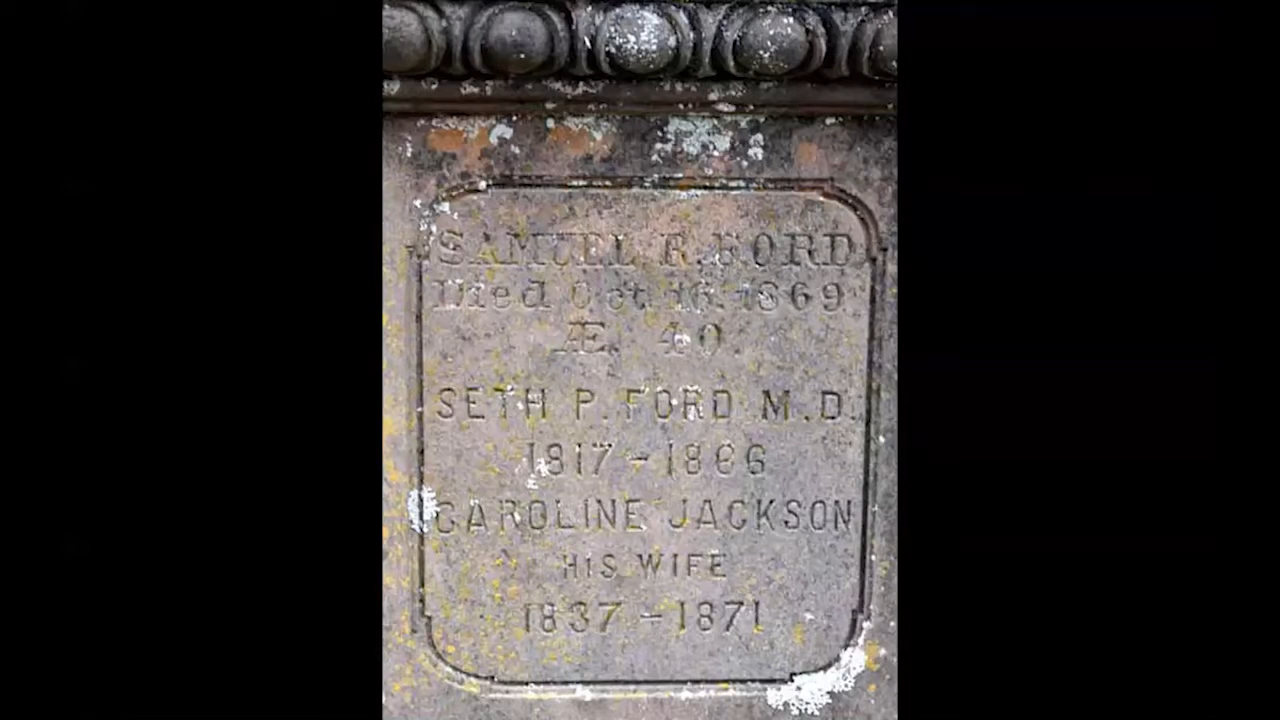 SAMUEL R. FORD
Died Oct 16. 1869
Æ. 40.
SETH P. FORD M.D.
1817 – 1866
CAROLINE JACKSON
HIS WIFE
1837 – 1871